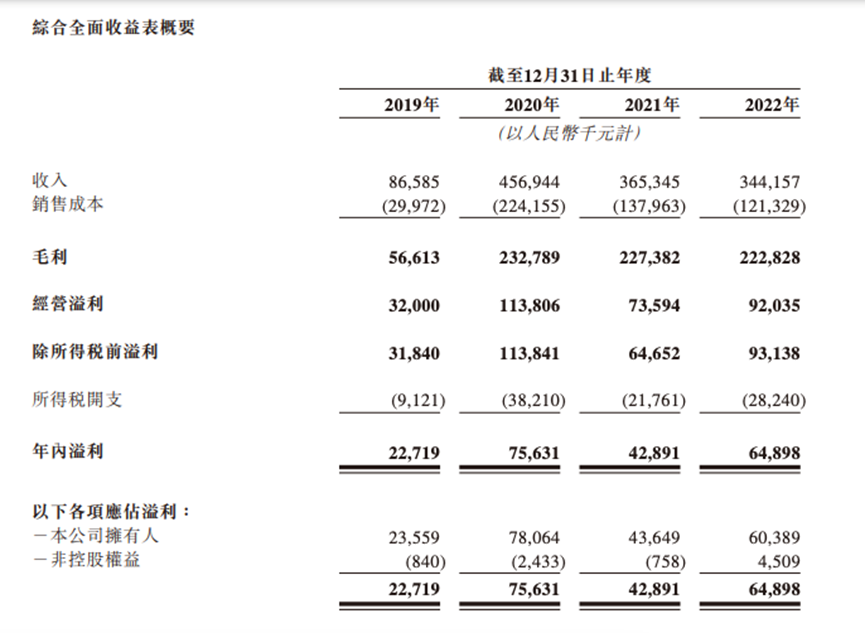 綜合全面收益表概要
截至12月31日止年度
2019年 2020年 2021年 2022年
(以人民幣千元計)
收入 86,585 456,944 365,345 344,157
銷售成本 (29,972) (224,155) (137,963) (121,329)
毛利 56,613 232,789 227,382 222,828
經營溢利 32,000 113,806 73,594 92,035
除所得稅前溢利 31,840 113,841 64,652 93,138
所得稅開支 (9,121) (38,210) (21,761) (28,240)
年內溢利 22,719 75,631 42,891 64,898
以下各項應佔溢利：
－本公司擁有人 23,559 78,064 43,649 60,389
－非控股權益 (840) (2,433) (758) 4,509
22,719 75,631 42,891 64,898